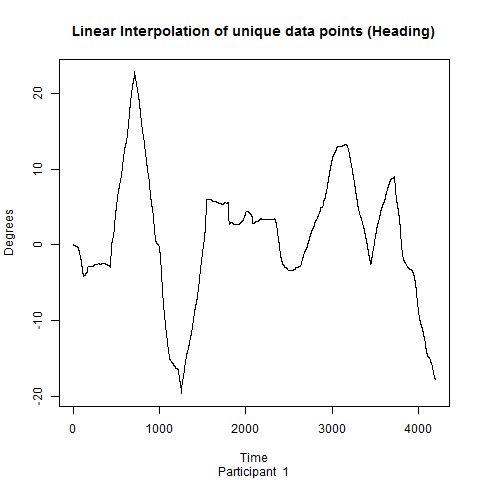 Linear Interpolation of unique data points (Heading)
Degrees
20
10
0
-10
-20
0 1000 2000 3000 4000
Time
Participant 1